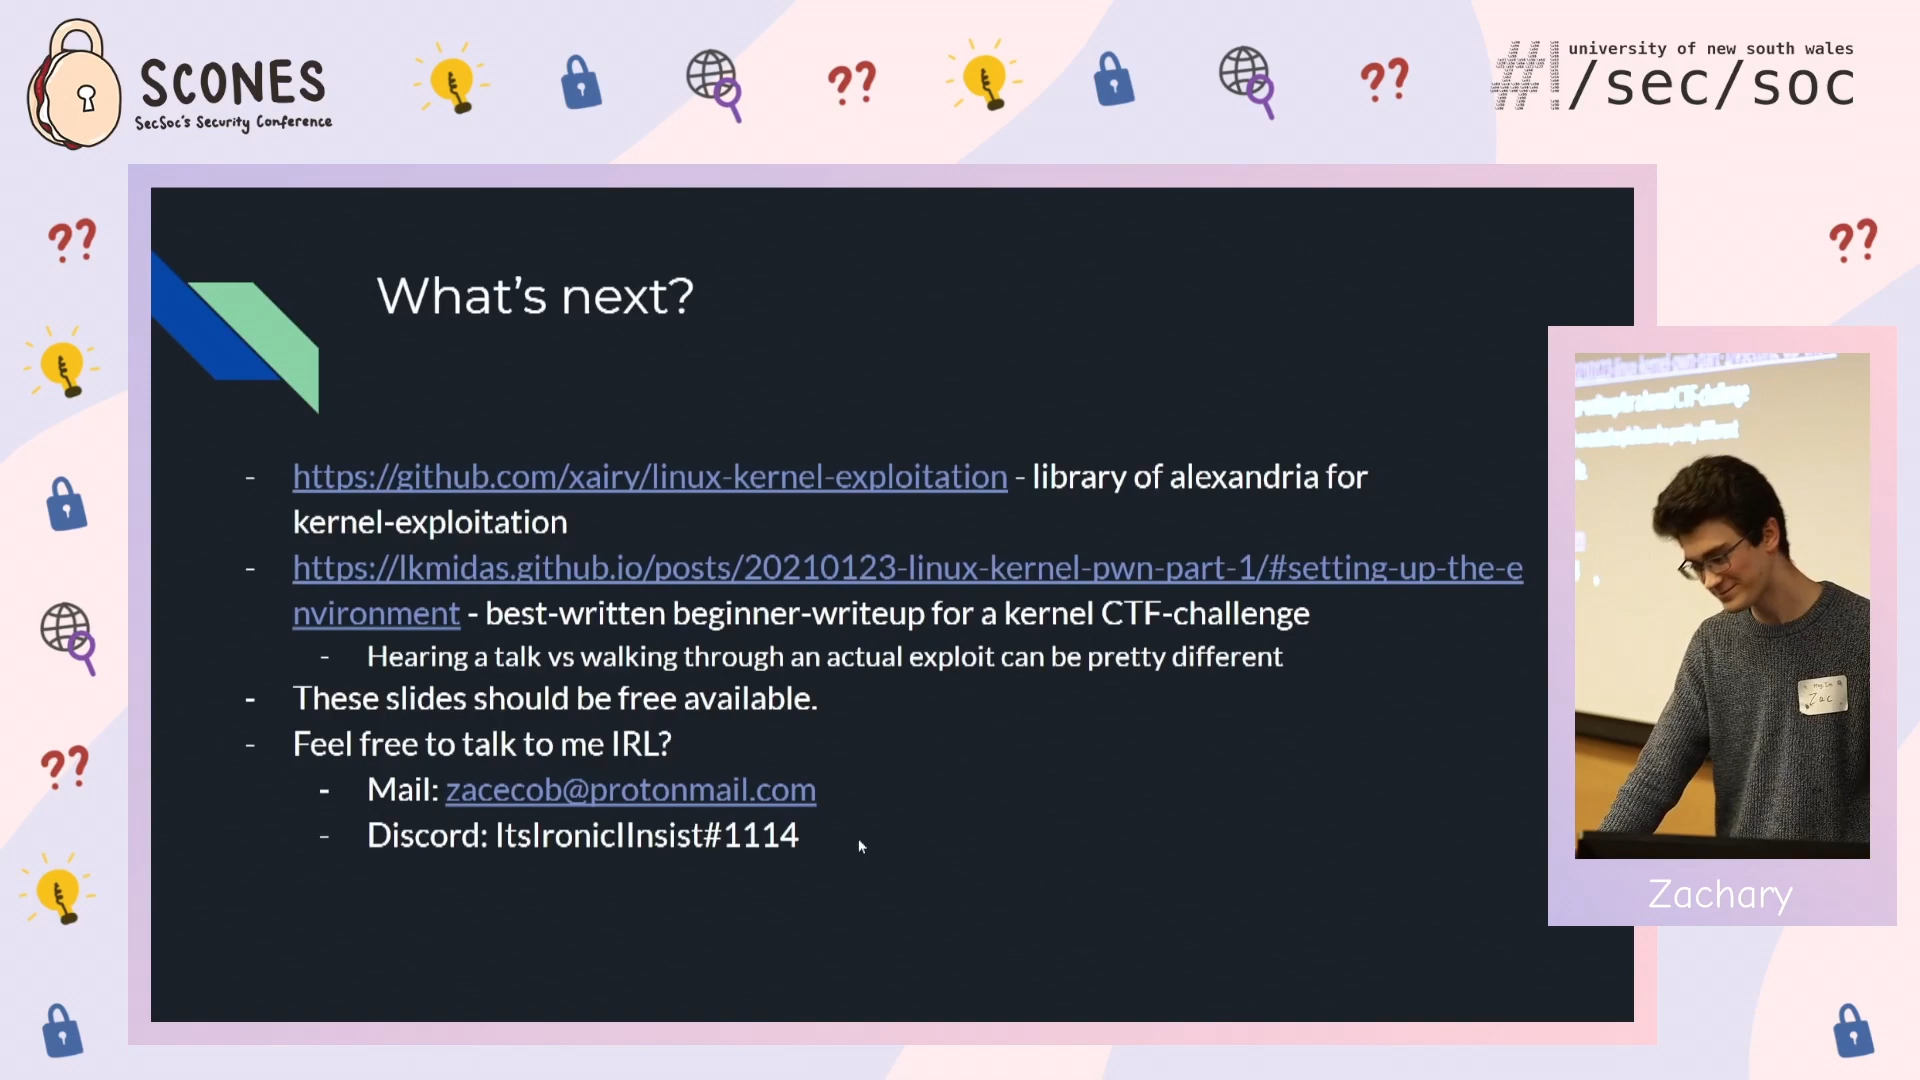 SCONES
SecSoc's Security Conference
?? ??
university of new south wales
/sec/soc
What's next?
- https://github.com/xairy/linux-kernel-exploitation - library of alexandria for
kernel-exploitation
- https://lkmidas.github.io/posts/20210123-linux-kernel-pwn-part-1/#setting-up-the-e
nvironment - best-written beginner-writeup for a kernel CTF-challenge
- Hearing a talk vs walking through an actual exploit can be pretty different
- These slides should be free available.
- Feel free to talk to me IRL?
- Mail: zacecob@protonmail.com
- Discord: ItsIronicIInsist#1114
CTF-challenge
Zac
Zachary
??
??
??